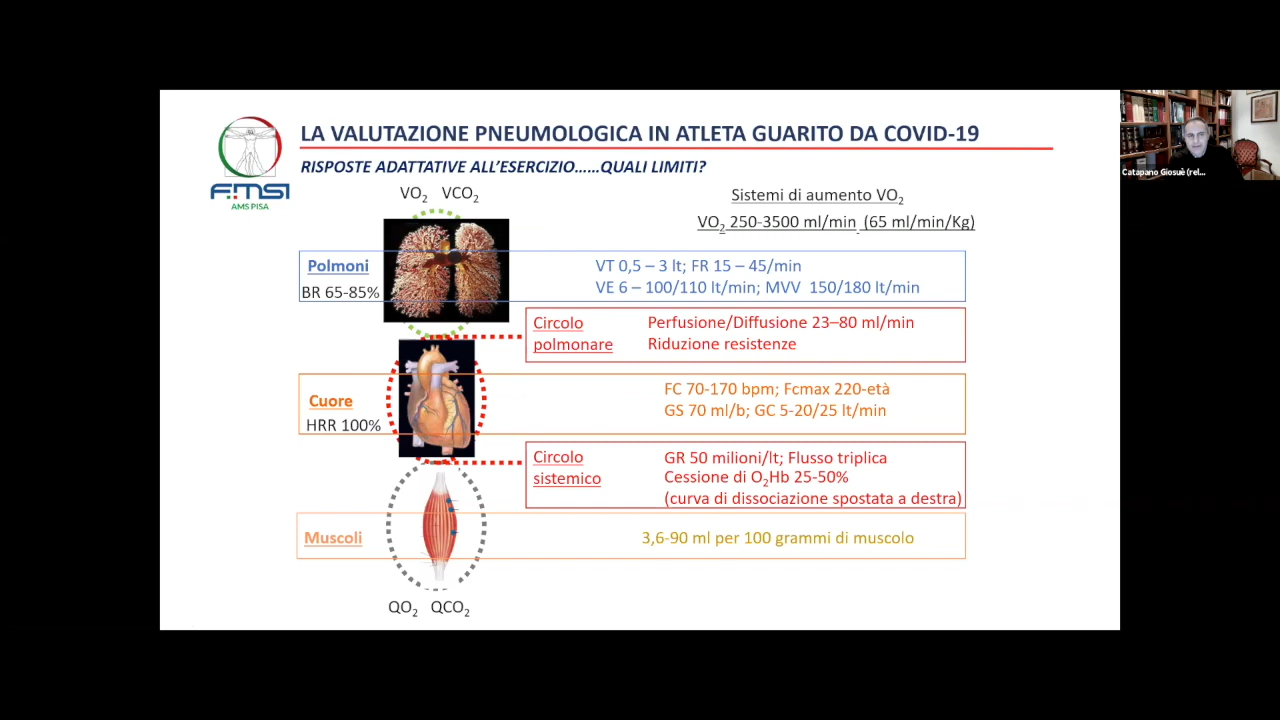 LA VALUTAZIONE PNEUMOLOGICA IN ATLETA GUARITO DA COVID-19
RISPOSTE ADATTATIVE ALL'ESERCIZIO......QUALI LIMITI?
FMSI
AMS PISA
VO2 VCO2
Sistemi di aumento VO2
VO2 250-3500 ml/min (65 ml/min/Kg)
Polmoni
BR 65-85%
VT 0,5 – 3 lt; FR 15 – 45/min
VE 6 – 100/110 lt/min; MVV 150/180 lt/min
Circolo polmonare
Perfusione/Diffusione 23–80 ml/min
Riduzione resistenze
Cuore
HRR 100%
FC 70-170 bpm; Fcmax 220-età
GS 70 ml/b; GC 5-20/25 lt/min
Circolo sistemico
GR 50 milioni/lt; Flusso triplica
Cessione di O2Hb 25-50%
(curva di dissociazione spostata a destra)
Muscoli
3,6-90 ml per 100 grammi di muscolo
QO2 QCO2
Catapano Giosuè (rel...